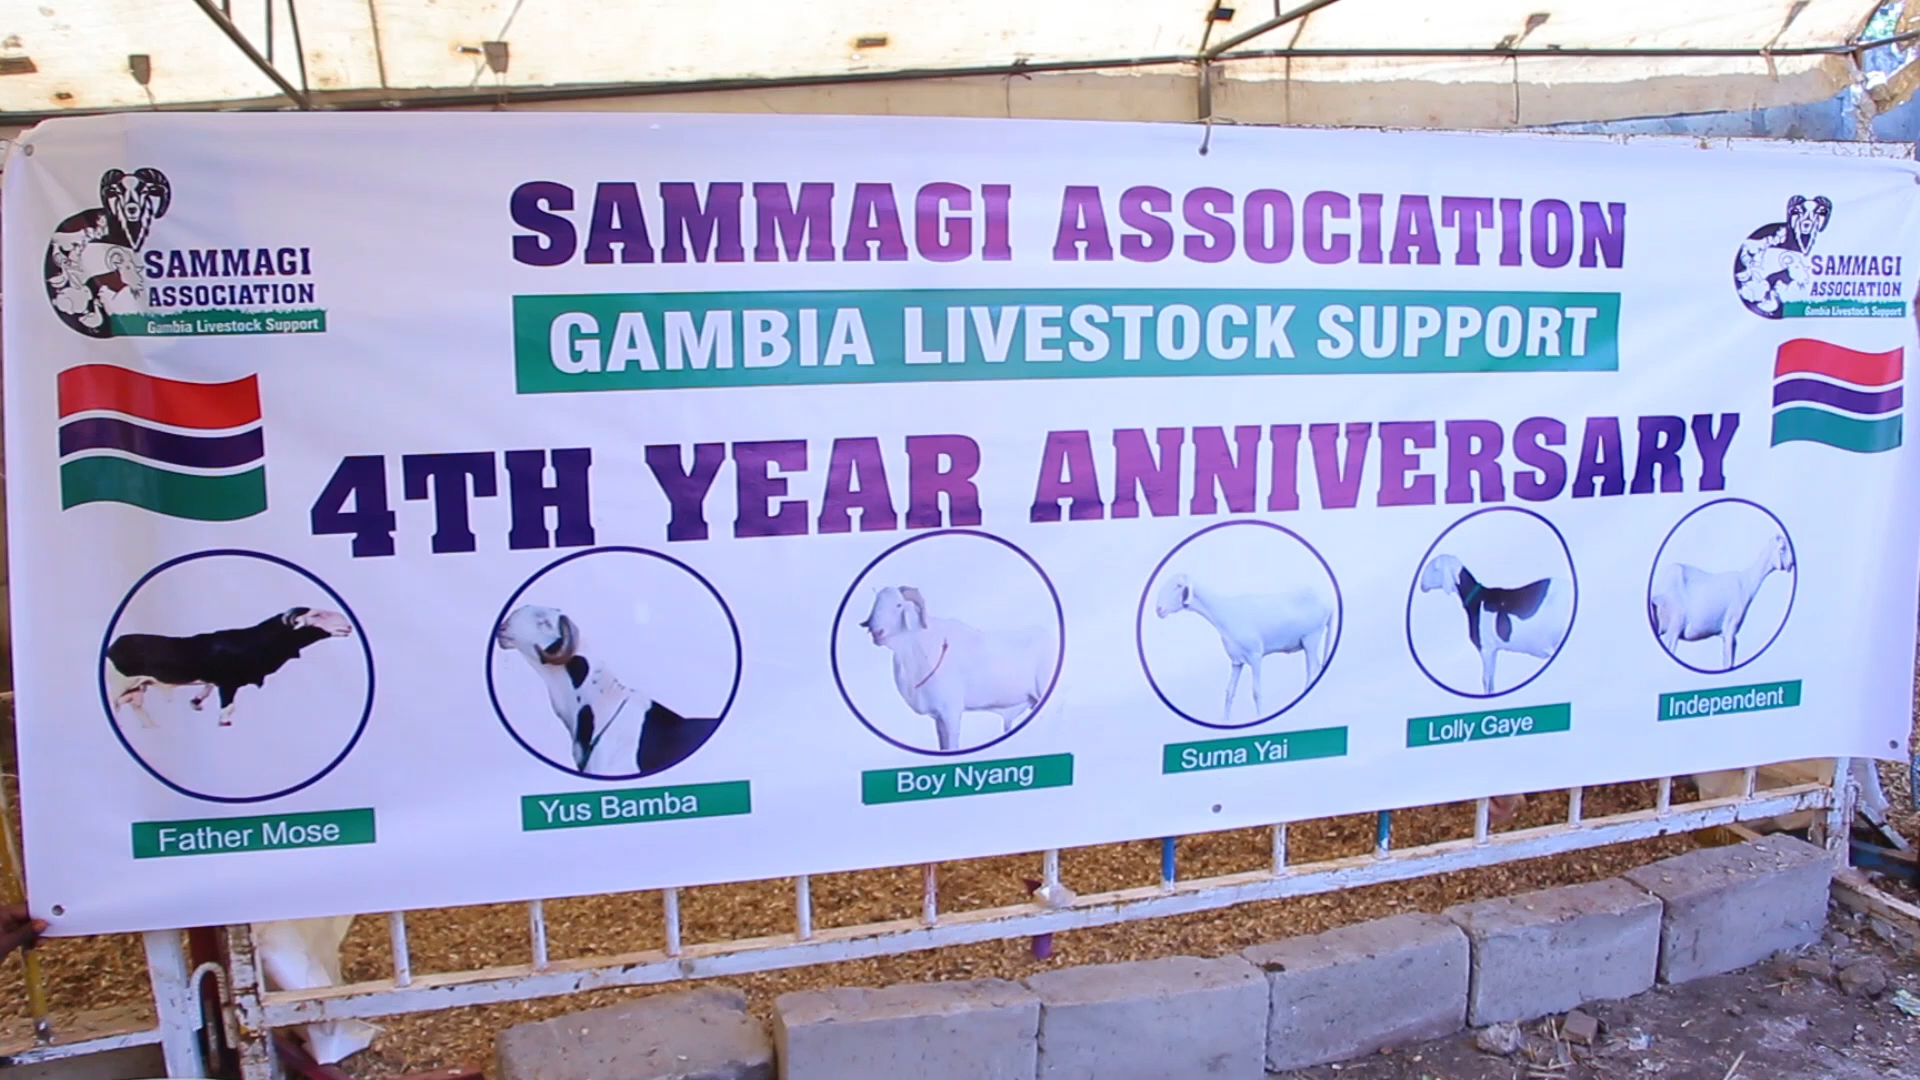 SAMMAGI
ASSOCIATION
Gambia Livestock Support
SAMMAGI ASSOCIATION
GAMBIA LIVESTOCK SUPPORT
4TH YEAR ANNIVERSARY
SAMMAGI
ASSOCIATION
Gambia Livestock Support
Father Mose
Yus Bamba
Boy Nyang
Suma Yai
Lolly Gaye
Independent